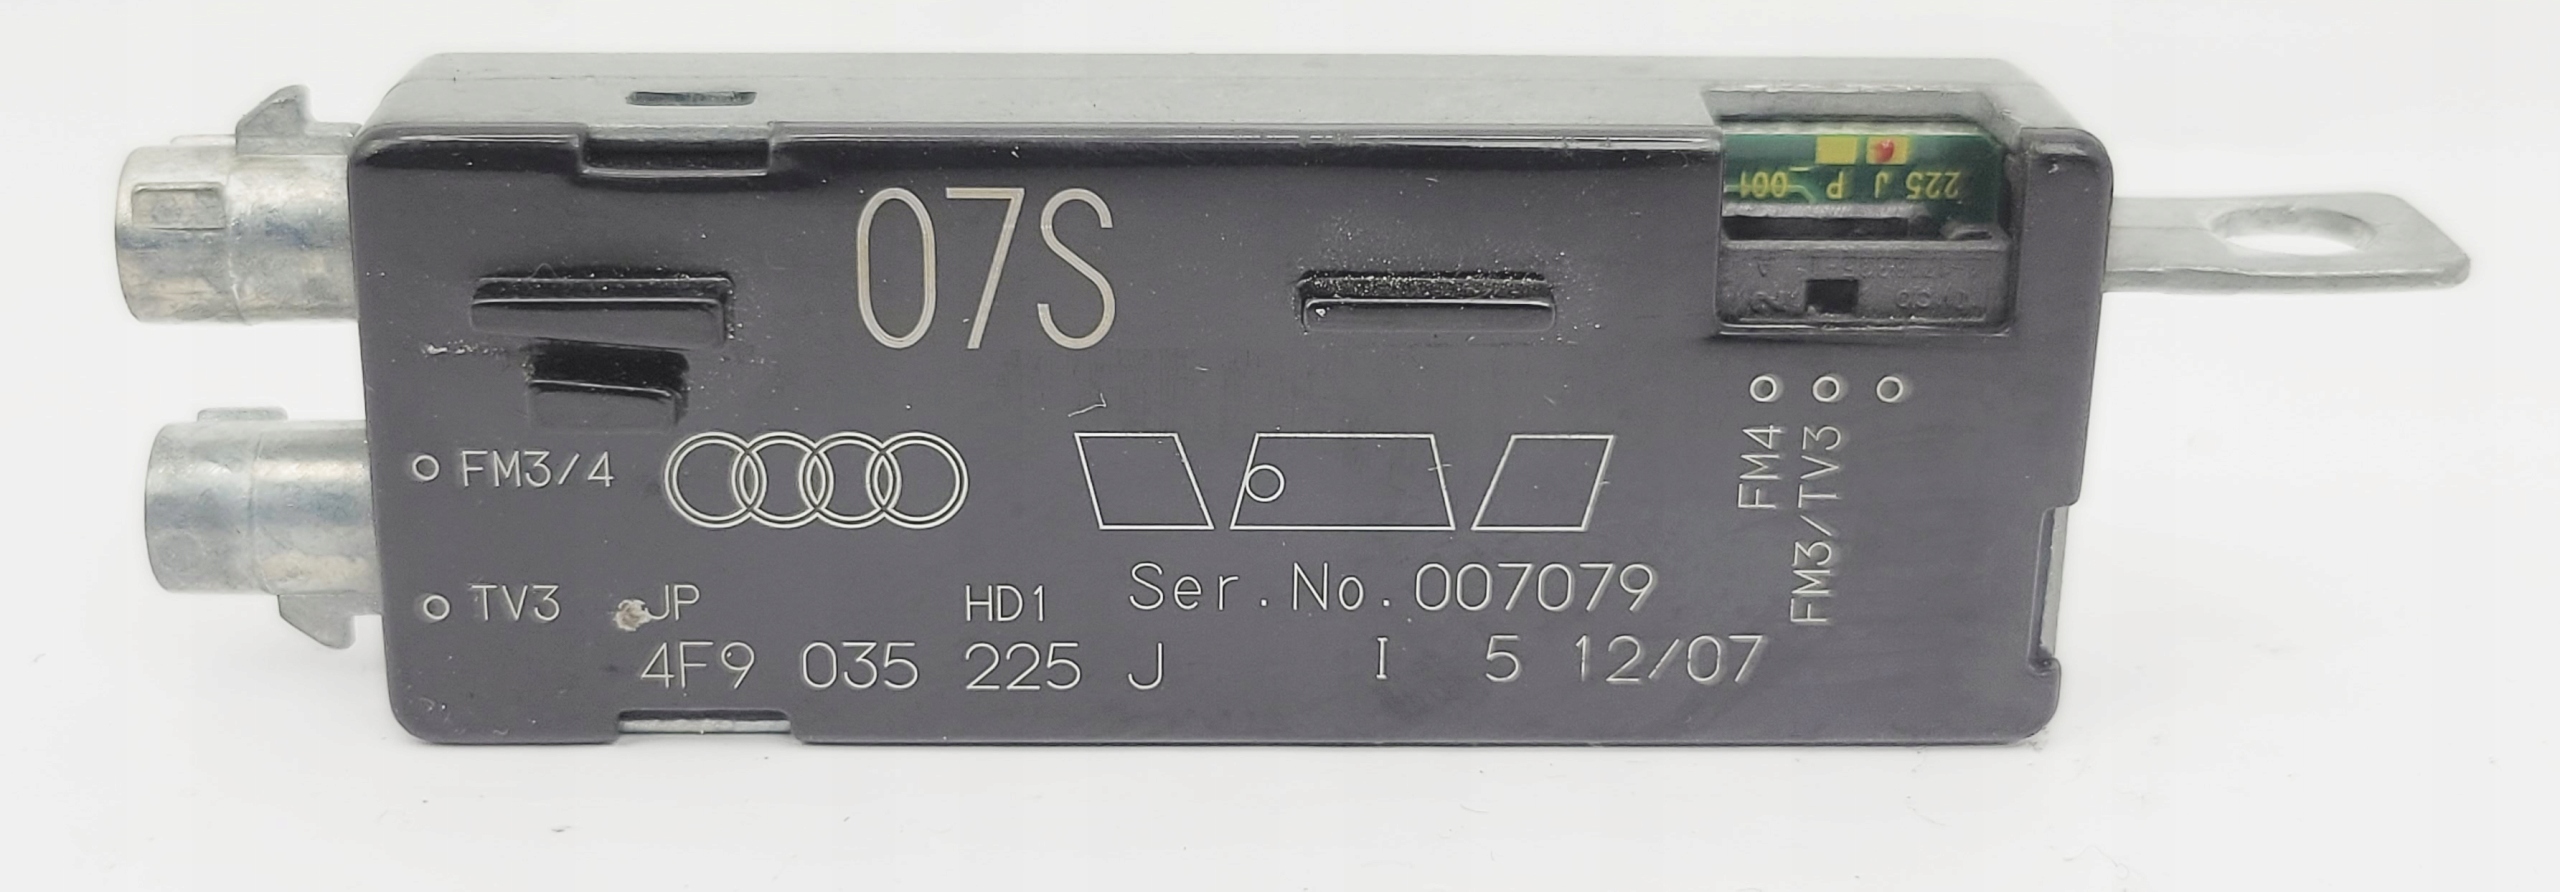 225 J P_001
07S
FM4
FM3/TV3
FM3/4
TV3
JP HD1 Ser.No.007079
4F9 035 225 J I 5 12/07